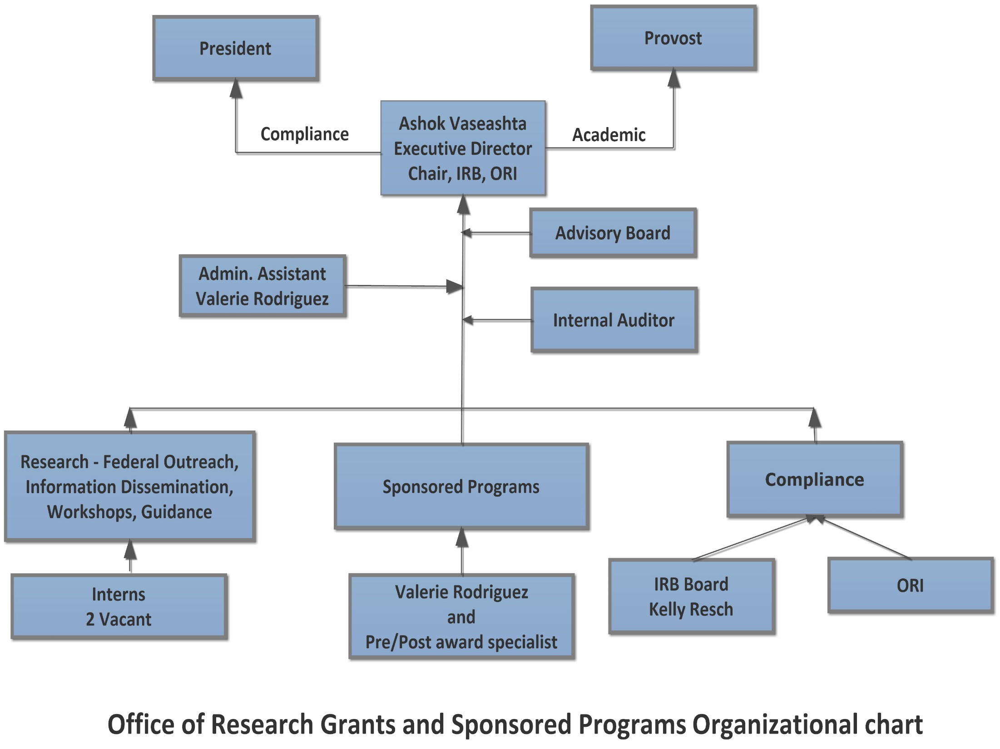 President
Provost
Ashok Vaseashta
Executive Director
Chair, IRB, ORI
Compliance
Academic
Advisory Board
Admin. Assistant
Valerie Rodriguez
Internal Auditor
Research - Federal Outreach,
Information Dissemination,
Workshops, Guidance
Sponsored Programs
Compliance
Interns
2 Vacant
Valerie Rodriguez
and
Pre/Post award specialist
IRB Board
Kelly Resch
ORI
Office of Research Grants and Sponsored Programs Organizational chart